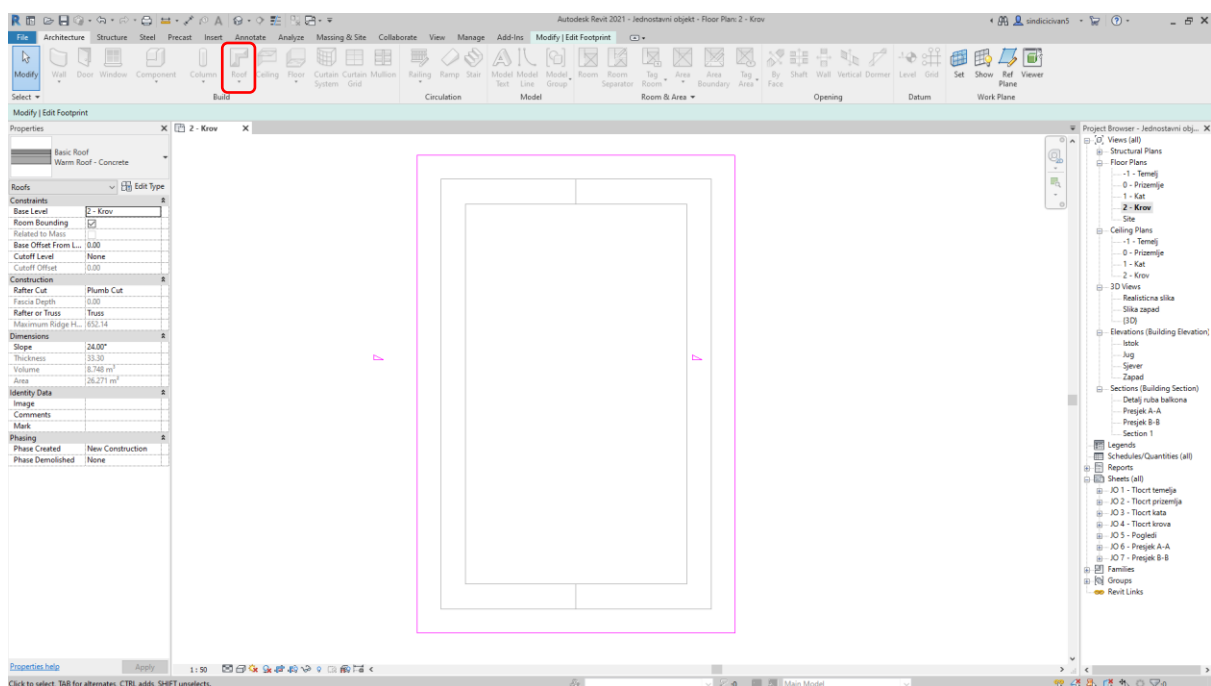 Autodesk Revit 2021 - Jednostavni objekt - Floor Plan: 2 - Krov
sindicicivan5
File Architecture Structure Steel Precast Insert Annotate Analyze Massing & Site Collaborate View Manage Add-Ins Modify | Edit Footprint
Modify Wall Door Window Component Column Roof Ceiling Floor Curtain System Curtain Grid Mullion Railing Ramp Stair Model Text Model Line Model Group Room Room Separator Tag Room Area Area Boundary Tag Area By Face Shaft Wall Vertical Dormer Level Grid Set Show Ref Plane Viewer
Select Build Circulation Model Room & Area Opening Datum Work Plane
Modify | Edit Footprint
Properties
Basic Roof
Warm Roof - Concrete
Roofs Edit Type
Constraints
Base Level 2 - Krov
Room Bounding
Related to Mass
Base Offset From L... 0.00
Cutoff Level None
Cutoff Offset 0.00
Construction
Rafter Cut Plumb Cut
Fascia Depth 0.00
Rafter or Truss Truss
Maximum Ridge H... 652.14
Dimensions
Slope 24.00°
Thickness 33.30
Volume 8.748 m³
Area 26.271 m²
Identity Data
Image
Comments
Mark
Phasing
Phase Created New Construction
Phase Demolished None
Properties help Apply
2 - Krov
1 : 50
Project Browser - Jednostavni obj...
Views (all)
Structural Plans
Floor Plans
-1 - Temelj
0 - Prizemlje
1 - Kat
2 - Krov
Site
Ceiling Plans
-1 - Temelj
0 - Prizemlje
1 - Kat
2 - Krov
3D Views
Realisticna slika
Slika zapad
{3D}
Elevations (Building Elevation)
Istok
Jug
Sjever
Zapad
Sections (Building Section)
Detalj ruba balkona
Presjek A-A
Presjek B-B
Section 1
Legends
Schedules/Quantities (all)
Reports
Sheets (all)
JO 1 - Tlocrt temelja
JO 2 - Tlocrt prizemlja
JO 3 - Tlocrt kata
JO 4 - Tlocrt krova
JO 5 - Pogledi
JO 6 - Presjek A-A
JO 7 - Presjek B-B
Families
Groups
Revit Links
Click to select, TAB for alternates, CTRL adds, SHIFT unselects.
Main Model